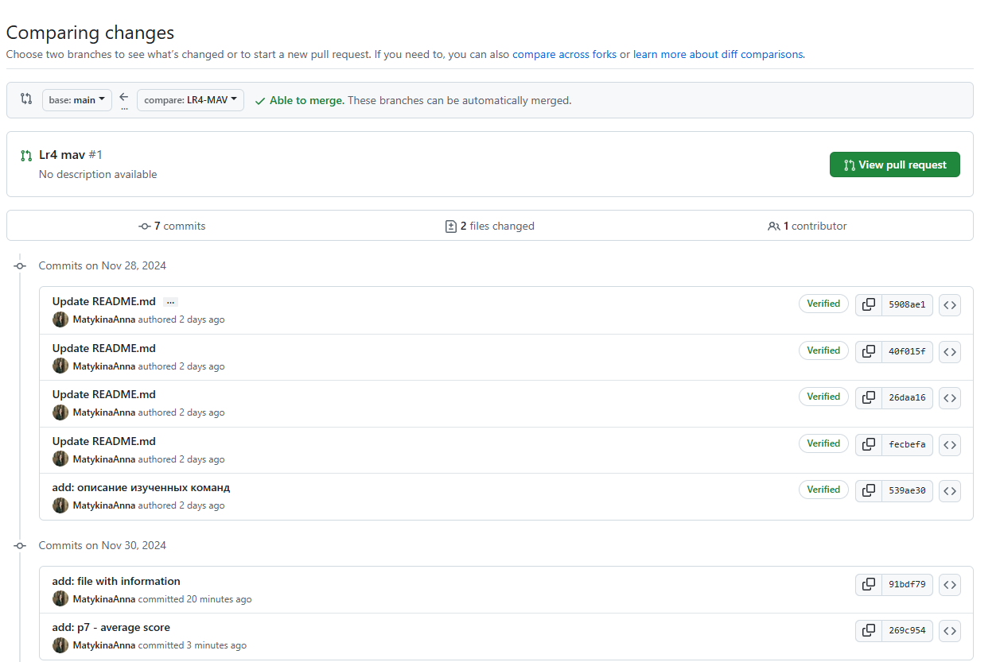 Comparing changes
Choose two branches to see what's changed or to start a new pull request. If you need to, you can also compare across forks or learn more about diff comparisons.
base: main ... compare: LR4-MAV Able to merge. These branches can be automatically merged.
Lr4 mav #1
No description available
View pull request
7 commits 2 files changed 1 contributor
Commits on Nov 28, 2024
Update README.md ... Verified 5908ae1
MatykinaAnna authored 2 days ago
Update README.md Verified 40f015f
MatykinaAnna authored 2 days ago
Update README.md Verified 26daa16
MatykinaAnna authored 2 days ago
Update README.md Verified fecbefa
MatykinaAnna authored 2 days ago
add: описание изученных команд Verified 539ae30
MatykinaAnna authored 2 days ago
Commits on Nov 30, 2024
add: file with information 91bdf79
MatykinaAnna committed 20 minutes ago
add: p7 - average score 269c954
MatykinaAnna committed 3 minutes ago